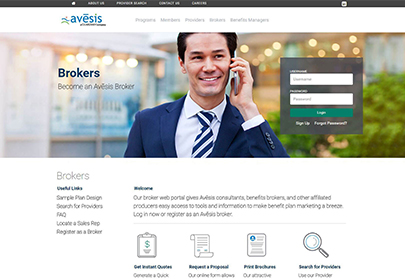 ABOUT US PROVIDER SEARCH CONTACT US CAREERS
avēsis
Programs Members Providers Brokers Benefits Managers
Brokers
Become an Avēsis Broker
USERNAME
Username
PASSWORD
Password
Login
Sign Up Forgot Password?
Brokers
Useful Links
Sample Plan Design
Search for Providers
FAQ
Locate a Sales Rep
Register as a Broker
Welcome
Our broker web portal gives Avēsis consultants, benefits brokers, and other affiliated
producers easy access to tools and information to make benefit plan marketing a breeze.
Log in now or register as an Avēsis broker.
Get Instant Quotes Request a Proposal Print Brochures Search for Providers
Generate a Quick Our online form allows Our attractive Use our Provider